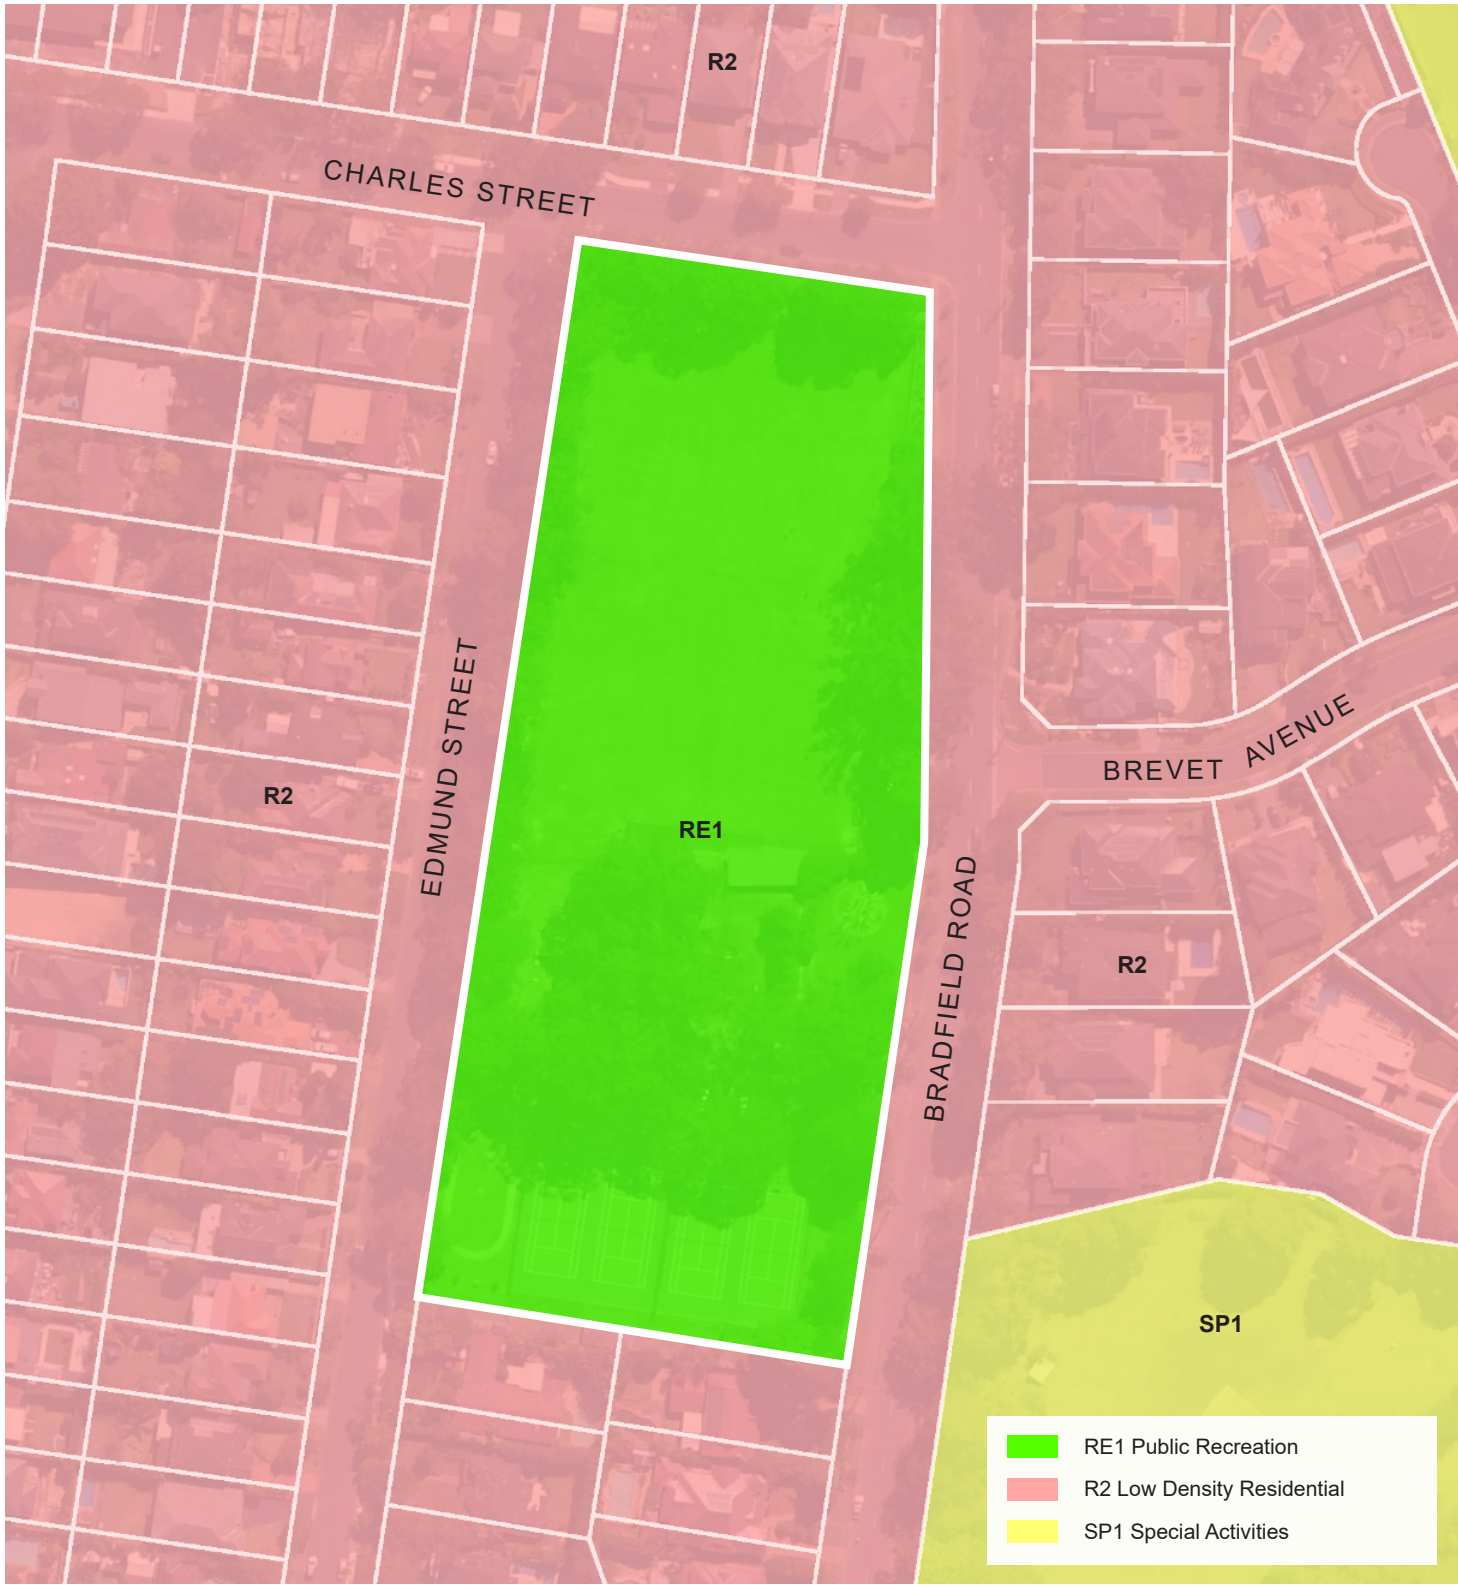 R2
CHARLES STREET
EDMUND STREET
BREVET AVENUE
R2
RE1
BRADFIELD ROAD
R2
SP1
RE1 Public Recreation
R2 Low Density Residential
SP1 Special Activities